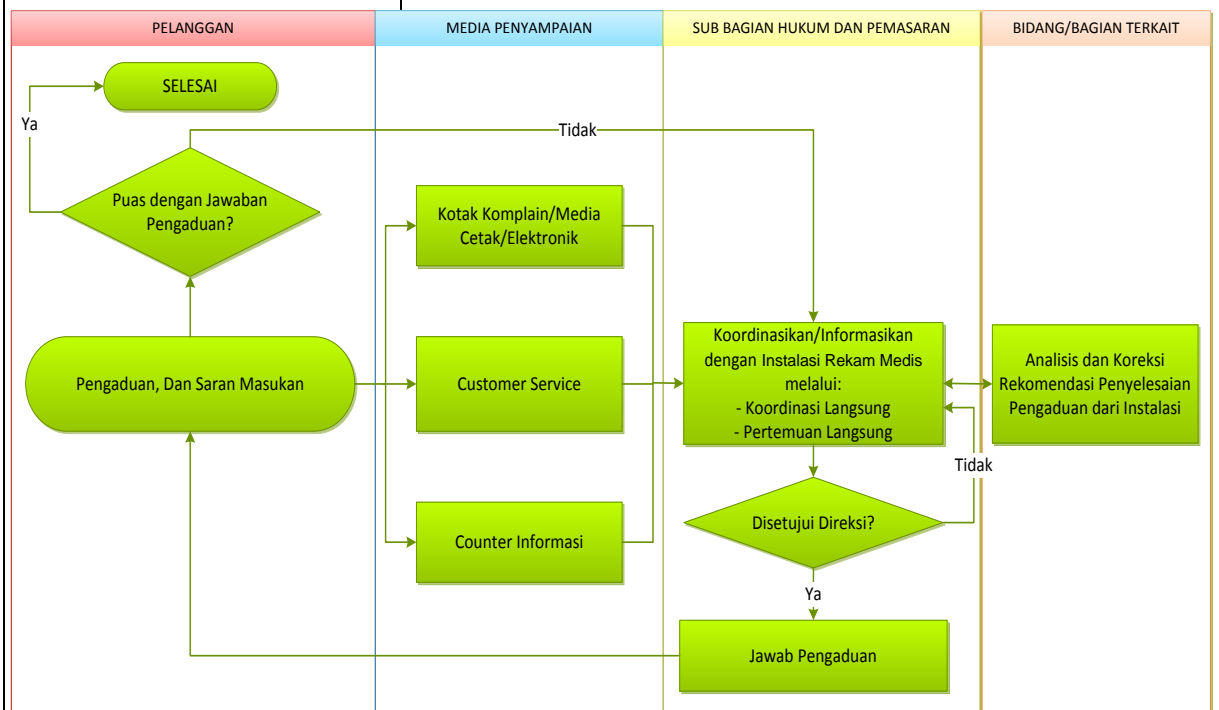 PELANGGAN
MEDIA PENYAMPAIAN
SUB BAGIAN HUKUM DAN PEMASARAN
BIDANG/BAGIAN TERKAIT
SELESAI
Ya
Tidak
Puas dengan Jawaban
Pengaduan?
Kotak Komplain/Media
Cetak/Elektronik
Pengaduan, Dan Saran Masukan
Customer Service
Koordinasikan/Informasikan
dengan Instalasi Rekam Medis
melalui:
- Koordinasi Langsung
- Pertemuan Langsung
Analisis dan Koreksi
Rekomendasi Penyelesaian
Pengaduan dari Instalasi
Tidak
Counter Informasi
Disetujui Direksi?
Ya
Jawab Pengaduan